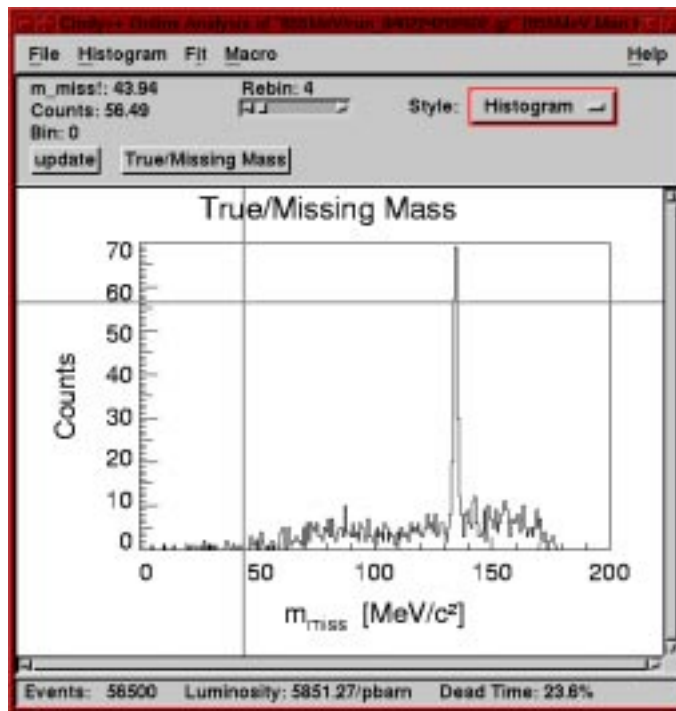 File Histogram Fit Macro Help
m_miss!: 43.94
Counts: 56.49
Bin: 0
Rebin: 4
Style: Histogram
update True/Missing Mass
True/Missing Mass
70
60
50
40
30
20
10
0
Counts
0 50 100 150 200
m_miss [MeV/c²]
Events: 56500 Luminosity: 5851.27/pbarn Dead Time: 23.6%